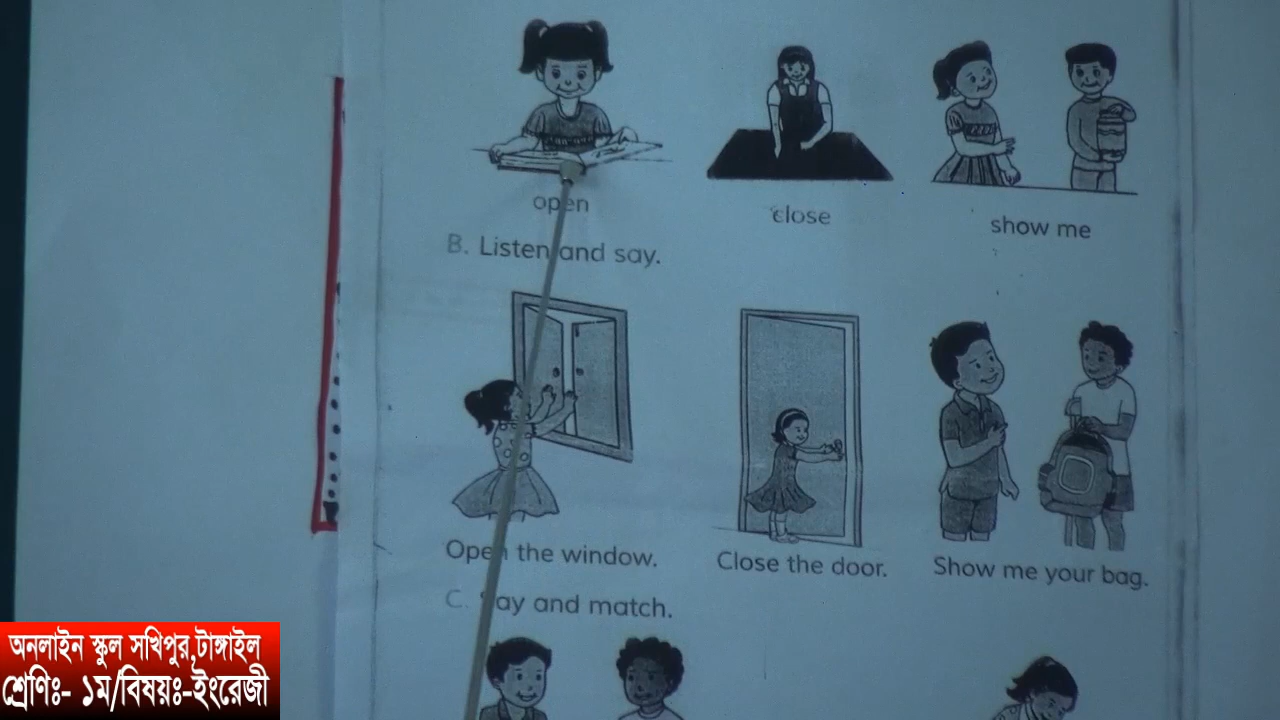 open
close
show me
B. Listen and say.
Open the window.
Close the door.
Show me your bag.
C. Say and match.
অনলাইন স্কুল সখিপুর,টাঙ্গাইল
শ্রেণিঃ- ১ম/বিষয়ঃ-ইংরেজী